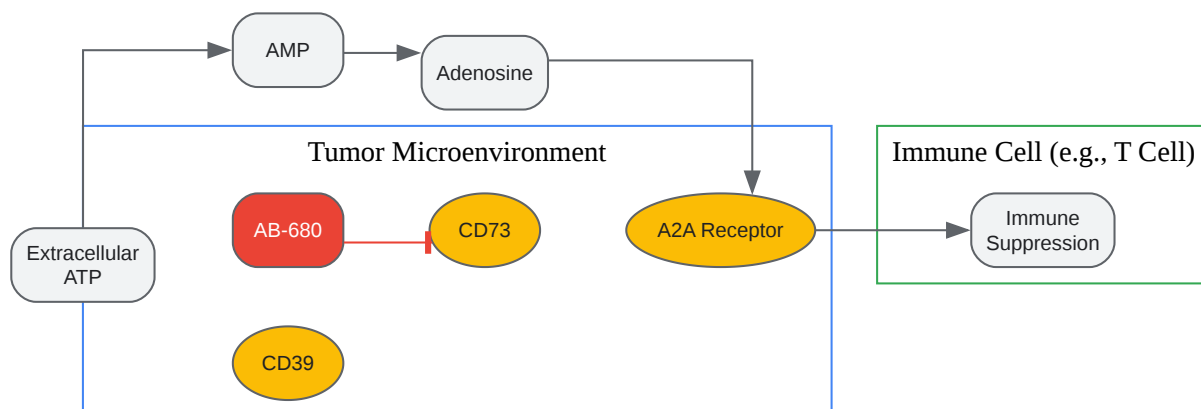 AMP
Adenosine
Tumor Microenvironment
Immune Cell (e.g., T Cell)
AB-680
CD73
A2A Receptor
Immune
Suppression
Extracellular
ATP
CD39